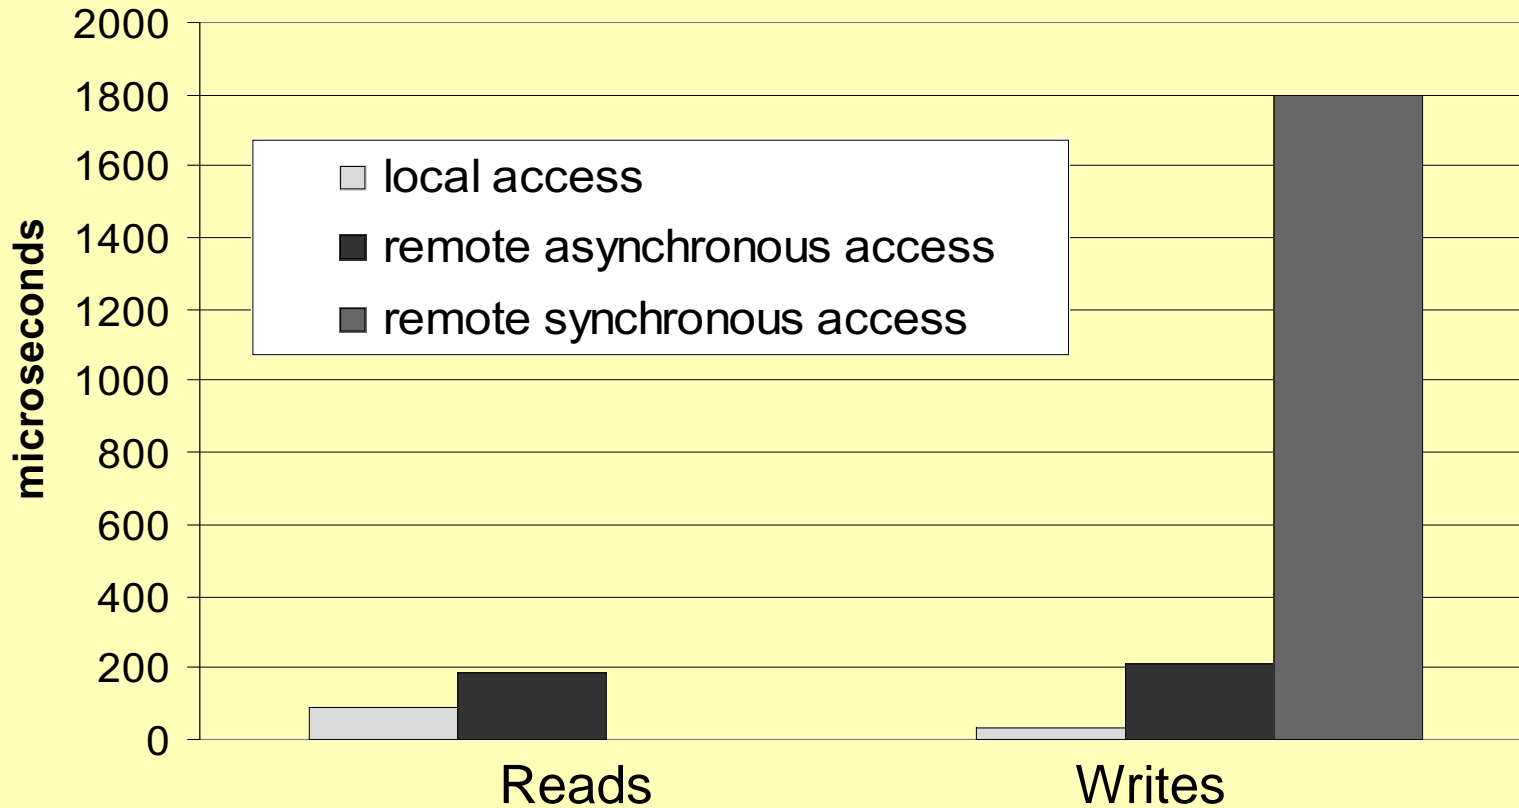 2000
1800
1600
1400
1200
1000
800
600
400
200
0
microseconds
local access
remote asynchronous access
remote synchronous access
Reads Writes